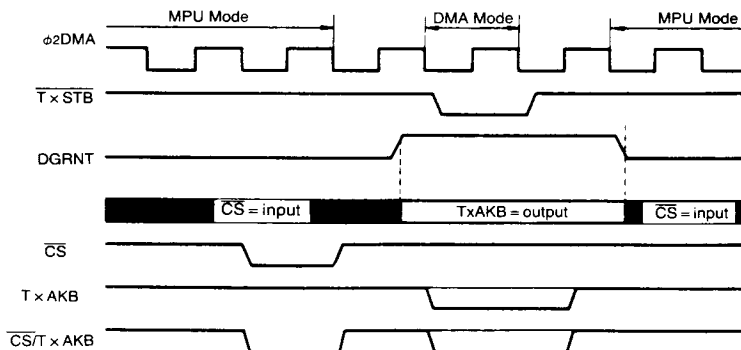 MPU Mode DMA Mode MPU Mode
ϕ2DMA
T×STB
DGRNT
CS = input TxAKB = output CS = input
CS
T×AKB
CS/T×AKB